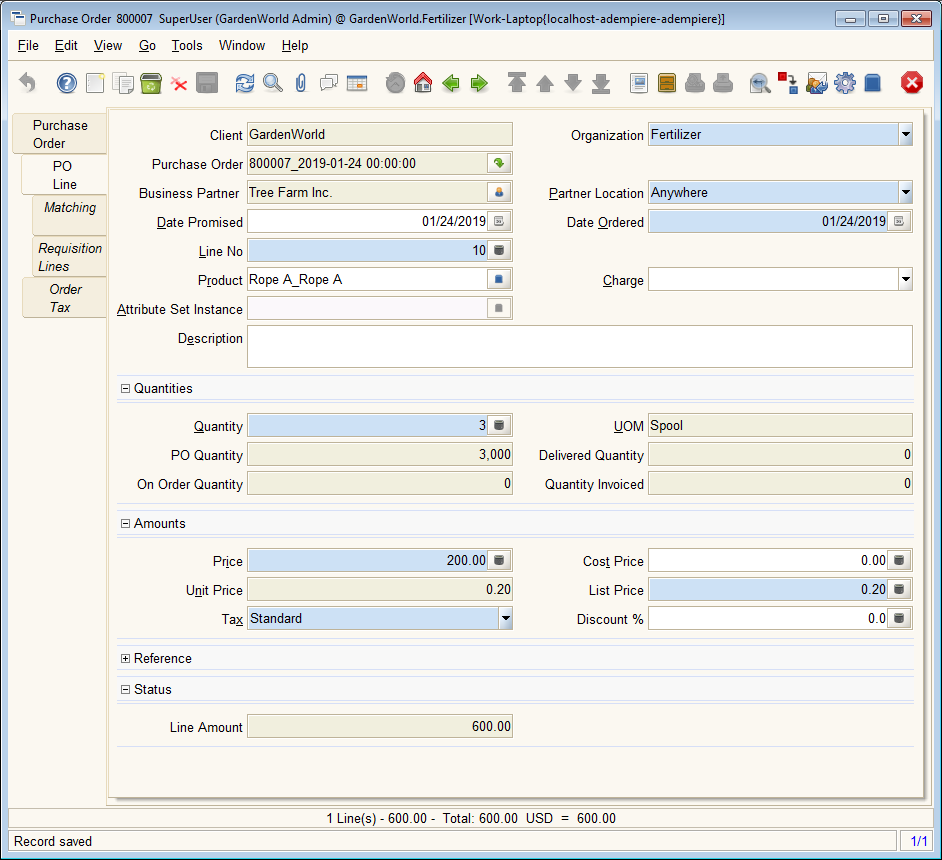 Purchase Order 800007 SuperUser (GardenWorld Admin) @ GardenWorld.Fertilizer [Work-Laptop{localhost-adempiere-adempiere}]
File Edit View Go Tools Window Help
Purchase
Order
PO
Line
Matching
Requisition
Lines
Order
Tax
Client GardenWorld Organization Fertilizer
Purchase Order 800007_2019-01-24 00:00:00
Business Partner Tree Farm Inc. Partner Location Anywhere
Date Promised 01/24/2019 Date Ordered 01/24/2019
Line No 10
Product Rope A_Rope A Charge
Attribute Set Instance
Description
Quantities
Quantity 3 UOM Spool
PO Quantity 3,000 Delivered Quantity 0
On Order Quantity 0 Quantity Invoiced 0
Amounts
Price 200.00 Cost Price 0.00
Unit Price 0.20 List Price 0.20
Tax Standard Discount % 0.0
Reference
Status
Line Amount 600.00
1 Line(s) - 600.00 - Total: 600.00 USD = 600.00
Record saved 1/1